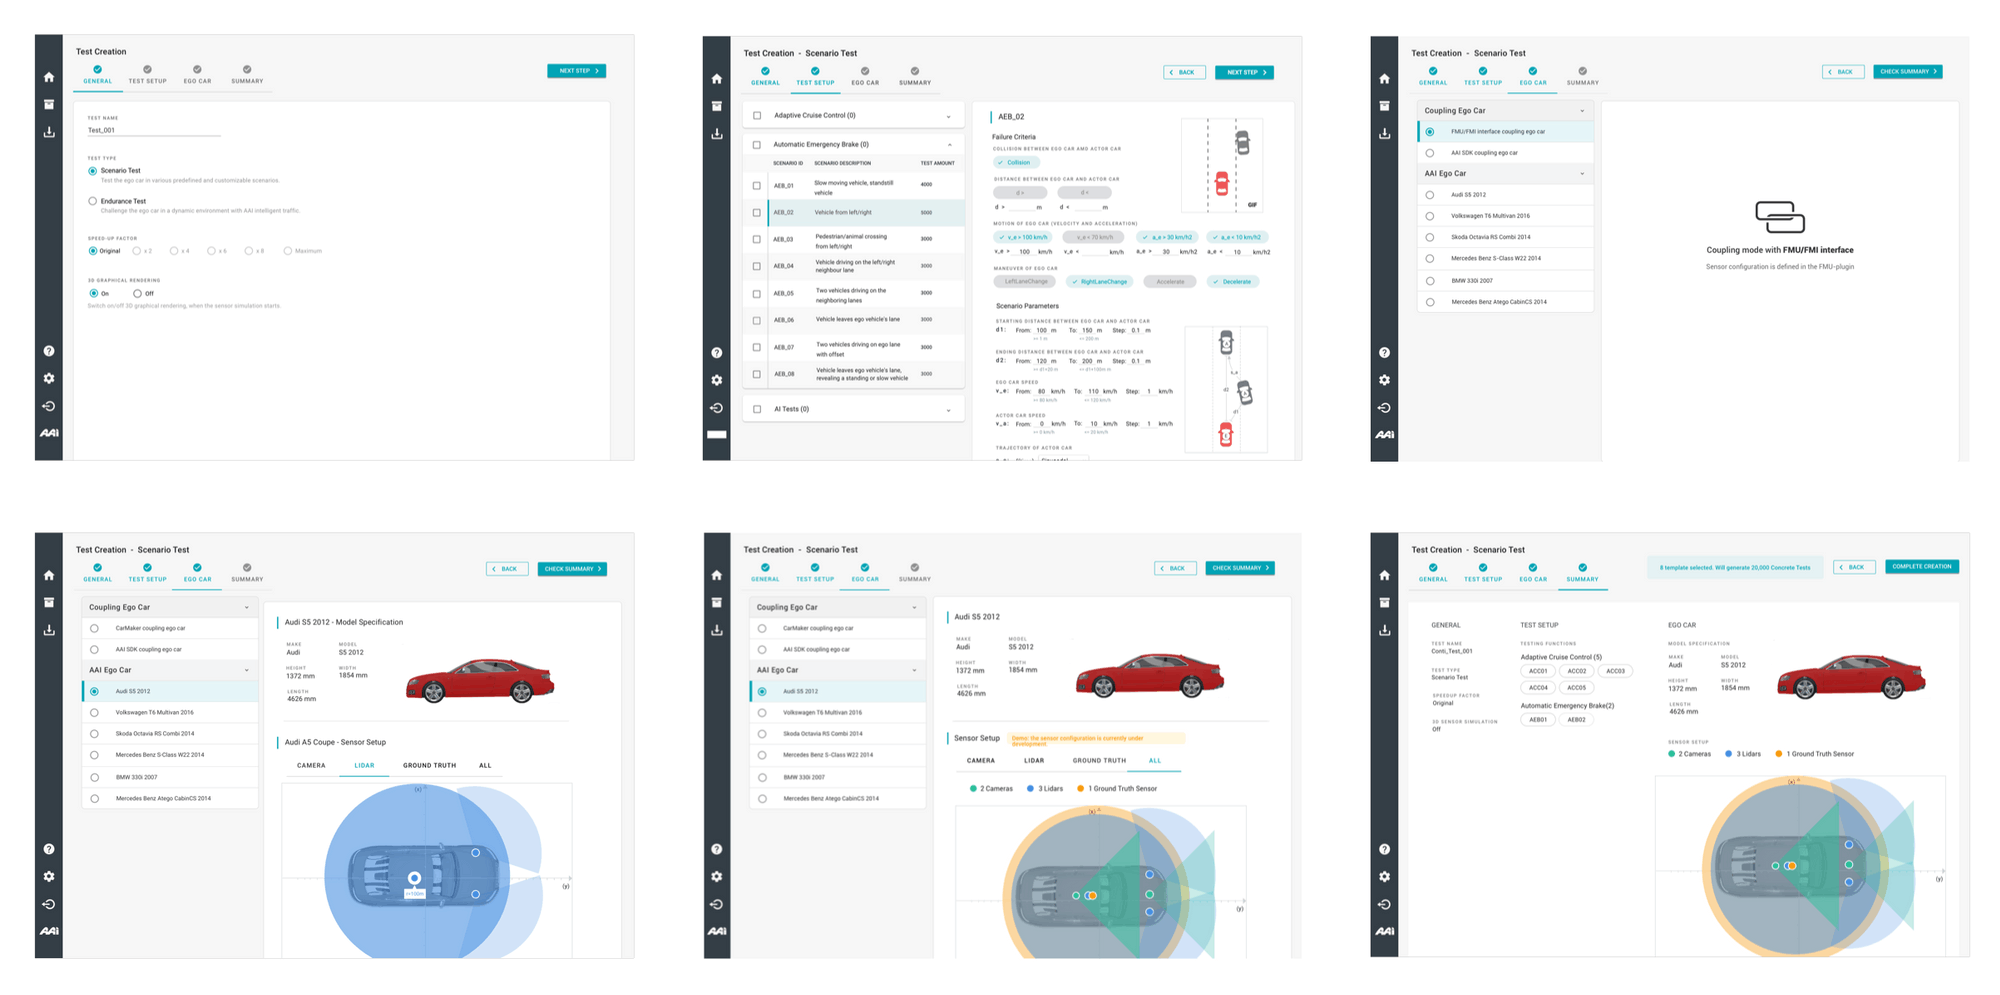 Test Creation
GENERAL TEST SETUP EGO CAR SUMMARY
NEXT STEP
TEST NAME
Test_001
TEST TYPE
Scenario Test
Test the ego car in various predefined and customizable scenarios.
Endurance Test
Challenge the ego car in a dynamic environment with AAI intelligent traffic.
SPEED-UP FACTOR
Original x 2 x 4 x 6 x 8 Maximum
3D GRAPHICAL RENDERING
On Off
Switch on/off 3D graphical rendering, when the sensor simulation starts.
AAI
Test Creation - Scenario Test
GENERAL TEST SETUP EGO CAR SUMMARY
BACK NEXT STEP
Adaptive Cruise Control (0)
Automatic Emergency Brake (0)
SCENARIO ID SCENARIO DESCRIPTION TEST AMOUNT
AEB_01 Slow moving vehicle, standstill vehicle 4000
AEB_02 Vehicle from left/right 5000
AEB_03 Pedestrian/animal crossing from left/right 3000
AEB_04 Vehicle driving on the left/right neighbour lane 3000
AEB_05 Two vehicles driving on the neighboring lanes 3000
AEB_06 Vehicle leaves ego vehicle's lane 3000
AEB_07 Two vehicles driving on ego lane with offset 3000
AEB_08 Vehicle leaves ego vehicle's lane, revealing a standing or slow vehicle 3000
AI Tests (0)
AEB_02
Failure Criteria
COLLISION BETWEEN EGO CAR AND ACTOR CAR
Collision
DISTANCE BETWEEN EGO CAR AND ACTOR CAR
d > d <
d > m d < m
GIF
MOTION OF EGO CAR (VELOCITY AND ACCELERATION)
v_e > 100 km/h v_e < 70 km/h a_e > 30 km/h2 a_e < 10 km/h2
v_e > 100 km/h v_e < km/h a_e > 30 km/h2 a_e < 10 km/h2
MANEUVER OF EGO CAR
LeftLaneChange RightLaneChange Accelerate Decelerate
Scenario Parameters
STARTING DISTANCE BETWEEN EGO CAR AND ACTOR CAR
d1: From: 100 m To: 150 m Step: 0.1 m
ENDING DISTANCE BETWEEN EGO CAR AND ACTOR CAR
d2: From: 120 m To: 200 m Step: 0.1 m
EGO CAR SPEED
v_e: From: 80 km/h To: 110 km/h Step: 1 km/h
ACTOR CAR SPEED
v_a: From: 0 km/h To: 10 km/h Step: 1 km/h
TRAJECTORY OF ACTOR CAR
d2
d1
Test Creation - Scenario Test
GENERAL TEST SETUP EGO CAR SUMMARY
BACK CHECK SUMMARY
Coupling Ego Car
FMU/FMI interface coupling ego car
AAI SDK coupling ego car
AAI Ego Car
Audi S5 2012
Volkswagen T6 Multivan 2016
Skoda Octavia RS Combi 2014
Mercedes Benz S-Class W22 2014
BMW 330i 2007
Mercedes Benz Atego CabinCS 2014
Coupling mode with FMU/FMI interface
Sensor configuration is defined in the FMU-plugin
AAI
Test Creation - Scenario Test
GENERAL TEST SETUP EGO CAR SUMMARY
BACK CHECK SUMMARY
Coupling Ego Car
CarMaker coupling ego car
AAI SDK coupling ego car
AAI Ego Car
Audi S5 2012
Volkswagen T6 Multivan 2016
Skoda Octavia RS Combi 2014
Mercedes Benz S-Class W22 2014
BMW 330i 2007
Mercedes Benz Atego CabinCS 2014
Audi S5 2012 - Model Specification
MAKE MODEL
Audi S5 2012
HEIGHT WIDTH
1372 mm 1854 mm
LENGTH
4626 mm
Audi A5 Coupe - Sensor Setup
CAMERA LIDAR GROUND TRUTH ALL
(x)
r=100m
(y)
AAI
Test Creation - Scenario Test
GENERAL TEST SETUP EGO CAR SUMMARY
BACK CHECK SUMMARY
Coupling Ego Car
CarMaker coupling ego car
AAI SDK coupling ego car
AAI Ego Car
Audi S5 2012
Volkswagen T6 Multivan 2016
Skoda Octavia RS Combi 2014
Mercedes Benz S-Class W22 2014
BMW 330i 2007
Mercedes Benz Atego CabinCS 2014
Audi S5 2012
MAKE MODEL
Audi S5 2012
HEIGHT WIDTH
1372 mm 1854 mm
LENGTH
4626 mm
Sensor Setup
Demo: the sensor configuration is currently under
development
CAMERA LIDAR GROUND TRUTH ALL
2 Cameras 3 Lidars 1 Ground Truth Sensor
(x)
(y)
AAI
Test Creation - Scenario Test
GENERAL TEST SETUP EGO CAR SUMMARY
8 template selected. Will generate 20,000 Concrete Tests
BACK COMPLETE CREATION
GENERAL
TEST NAME
Conti_Test_001
TEST TYPE
Scenario Test
SPEEDUP FACTOR
Original
3D SENSOR SIMULATION
Off
TEST SETUP
TESTING FUNCTIONS
Adaptive Cruise Control (5)
ACC01 ACC02 ACC03
ACC04 ACC05
Automatic Emergency Brake(2)
AEB01 AEB02
EGO CAR
MODEL SPECIFICATION
MAKE MODEL
Audi S5 2012
HEIGHT WIDTH
1372 mm 1854 mm
LENGTH
4626 mm
SENSOR SETUP
2 Cameras 3 Lidars 1 Ground Truth Sensor
(x)
(y)
AAI